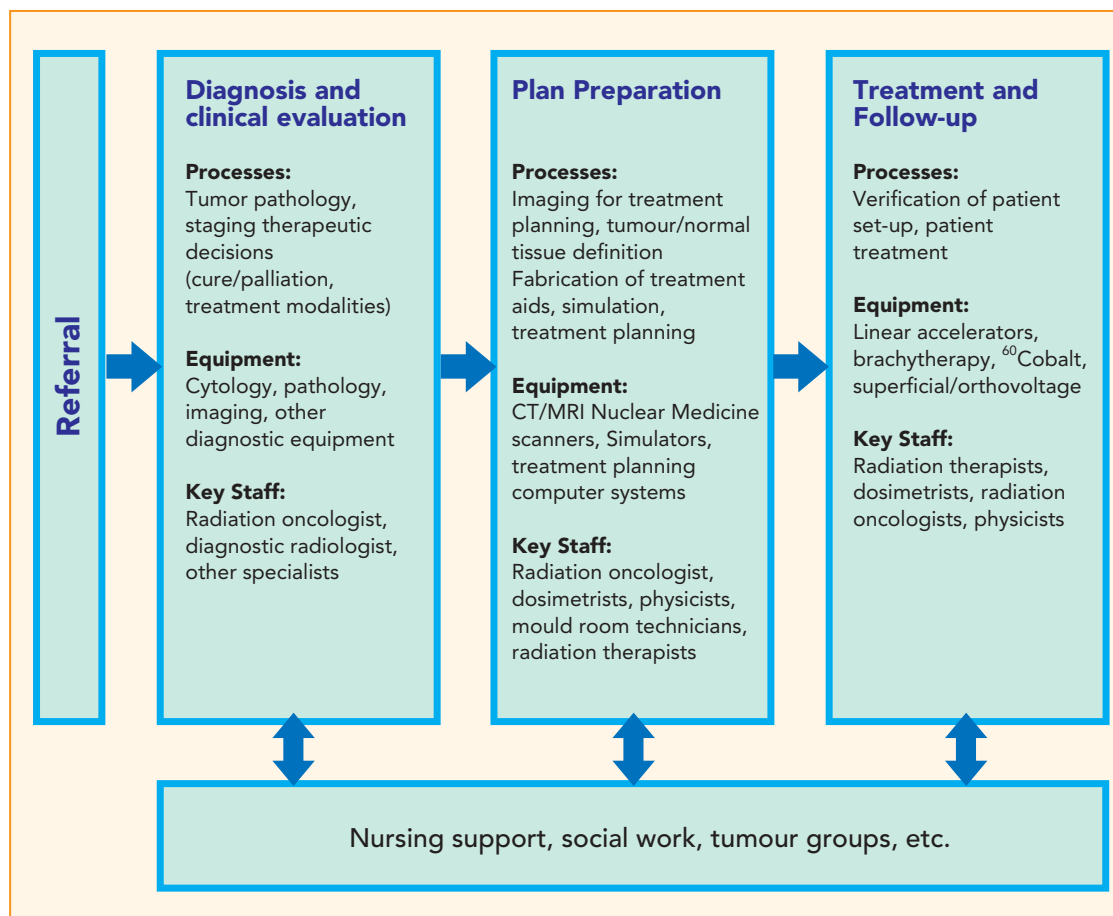 Referral
Diagnosis and
clinical evaluation
Processes:
Tumor pathology,
staging therapeutic
decisions
(cure/palliation,
treatment modalities)
Equipment:
Cytology, pathology,
imaging, other
diagnostic equipment
Key Staff:
Radiation oncologist,
diagnostic radiologist,
other specialists
Plan Preparation
Processes:
Imaging for treatment
planning, tumour/normal
tissue definition
Fabrication of treatment
aids, simulation,
treatment planning
Equipment:
CT/MRI Nuclear Medicine
scanners, Simulators,
treatment planning
computer systems
Key Staff:
Radiation oncologist,
dosimetrists, physicists,
mould room technicians,
radiation therapists
Treatment and
Follow-up
Processes:
Verification of patient
set-up, patient
treatment
Equipment:
Linear accelerators,
brachytherapy, ⁶⁰Cobalt,
superficial/orthovoltage
Key Staff:
Radiation therapists,
dosimetrists, radiation
oncologists, physicists
Nursing support, social work, tumour groups, etc.